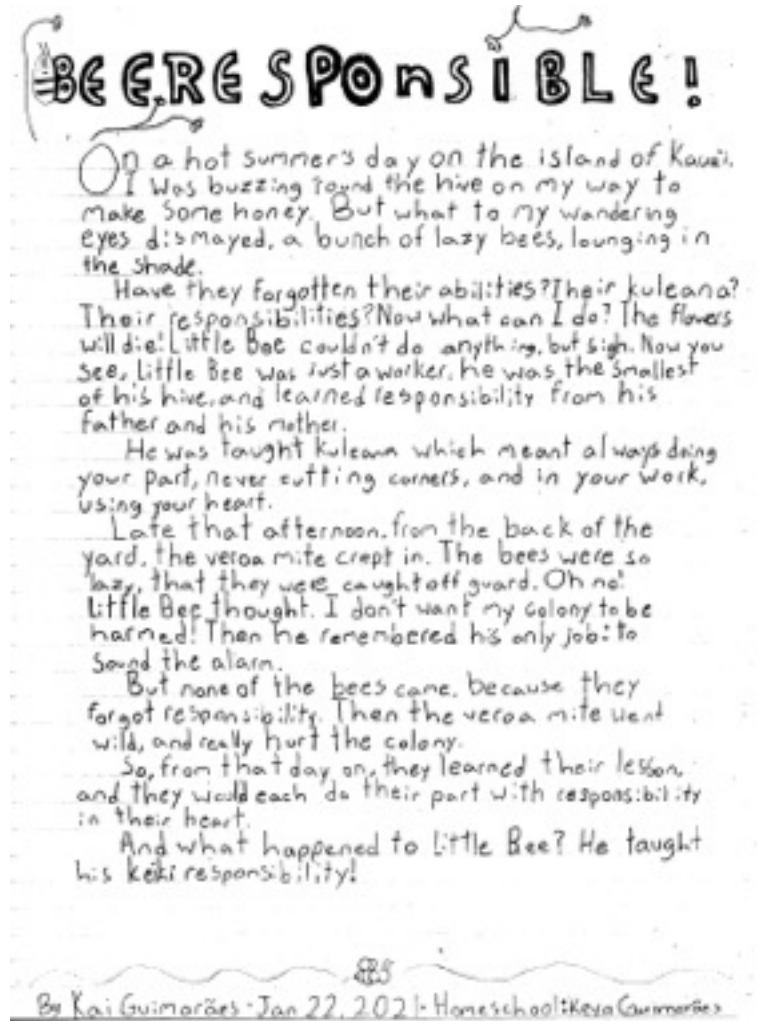 BEE.RESPOnSIBLE!
On a hot summer's day on the island of Kaua'i.
I was buzzing round the hive on my way to
make some honey. But what to my wandering
eyes dismayed, a bunch of lazy bees, lounging in
the shade.
Have they forgotten their abilities? Their kuleana?
Their responsibilities? Now what can I do? The flowers
will die! Little Bee couldn't do anything, but sigh. Now you
see, Little Bee was just a worker, he was the smallest
of his hive, and learned responsibility from his
father and his mother.
He was taught kuleana which meant always doing
your part, never cutting corners, and in your work,
using your heart.
Late that afternoon, from the back of the
yard, the veroa mite crept in. The bees were so
lazy, that they were caught off guard. Oh no!
Little Bee thought. I don't want my colony to be
harmed! Then he remembered his only job: to
sound the alarm.
But none of the bees came, because they
forgot responsibility. Then the veroa mite went
wild, and really hurt the colony.
So, from that day on, they learned their lesson,
and they would each do their part with responsibility
in their heart.
And what happened to Little Bee? He taught
his keiki responsibility!
By Kai Guimarães - Jan 22, 2021 - Homeschool: Keya Guimarães